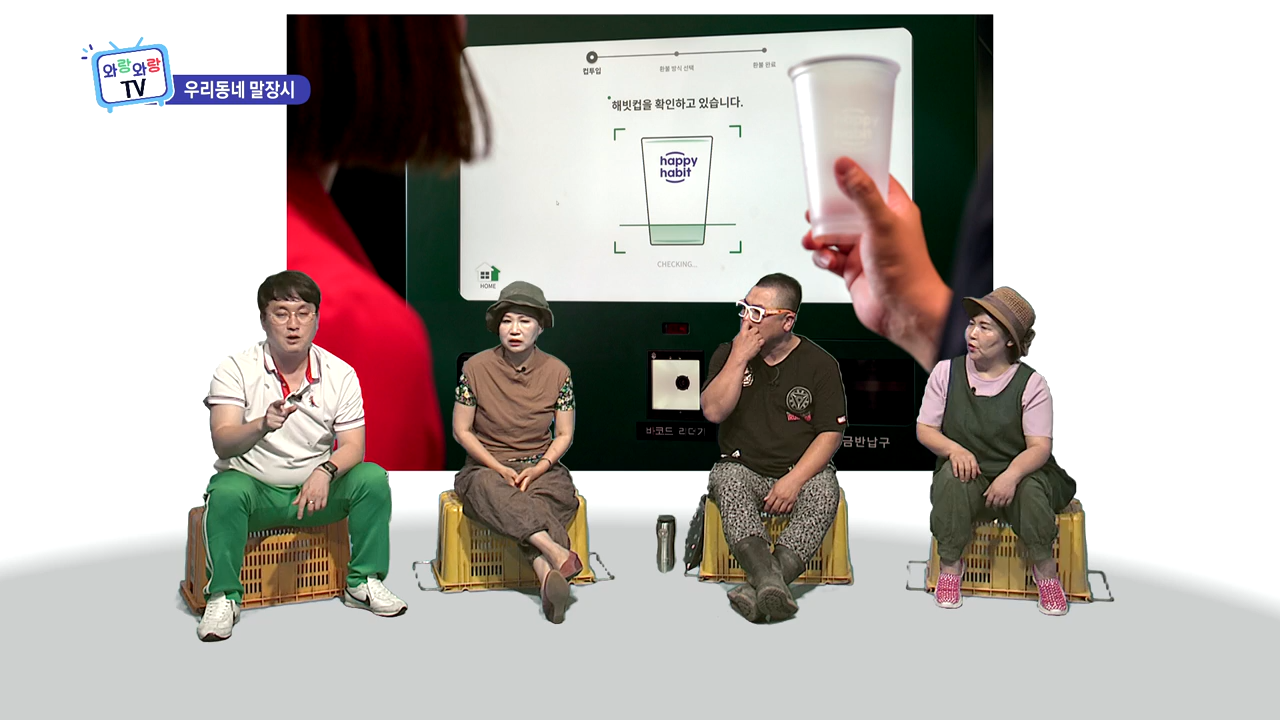 와랑와랑
TV
우리동네 말장시
컵투입
환불 방식 선택
환불 완료
해빗컵을 확인하고 있습니다.
happy
habit
CHECKING...
HOME
바코드 리더기
금반납구